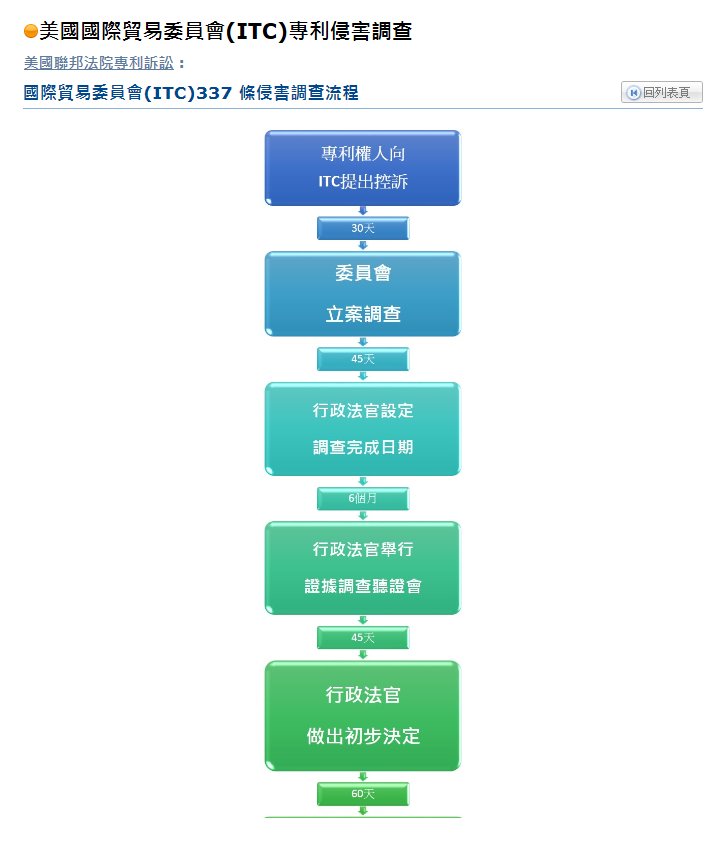 美國國際貿易委員會(ITC)專利侵害調查
美國聯邦法院專利訴訟：
國際貿易委員會(ITC)337 條侵害調查流程
回列表頁
專利權人向
ITC提出控訴
30天
委員會
立案調查
45天
行政法官設定
調查完成日期
6個月
行政法官舉行
證據調查聽證會
45天
行政法官
做出初步決定
60天